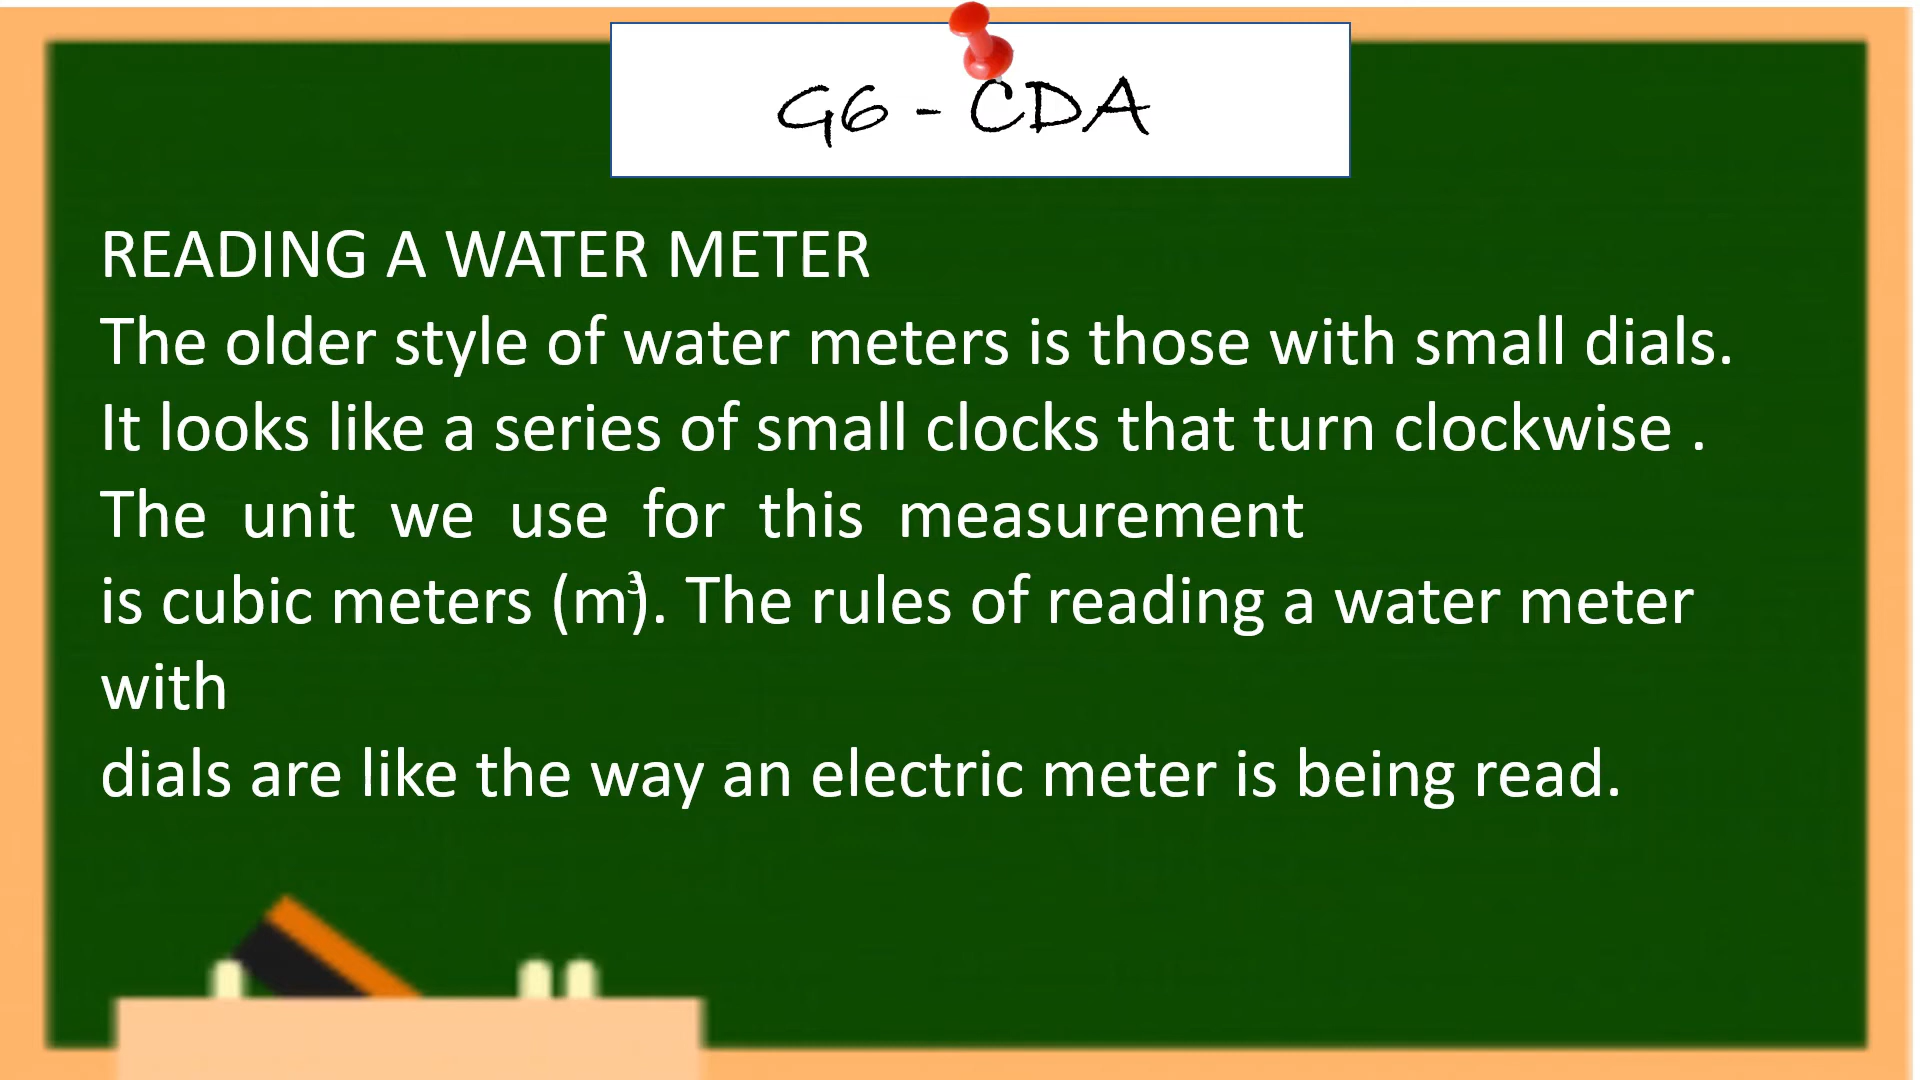 G6 - CDA
READING A WATER METER
The older style of water meters is those with small dials.
It looks like a series of small clocks that turn clockwise .
The unit we use for this measurement
is cubic meters (m³). The rules of reading a water meter
with
dials are like the way an electric meter is being read.